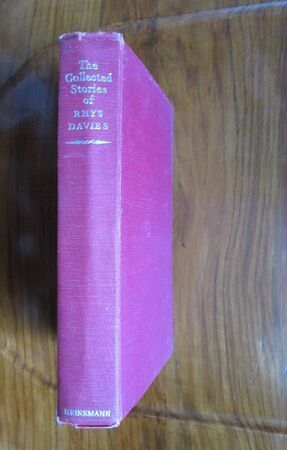 The
Collected
Stories
of
RHYS
DAVIES
HEINEMANN